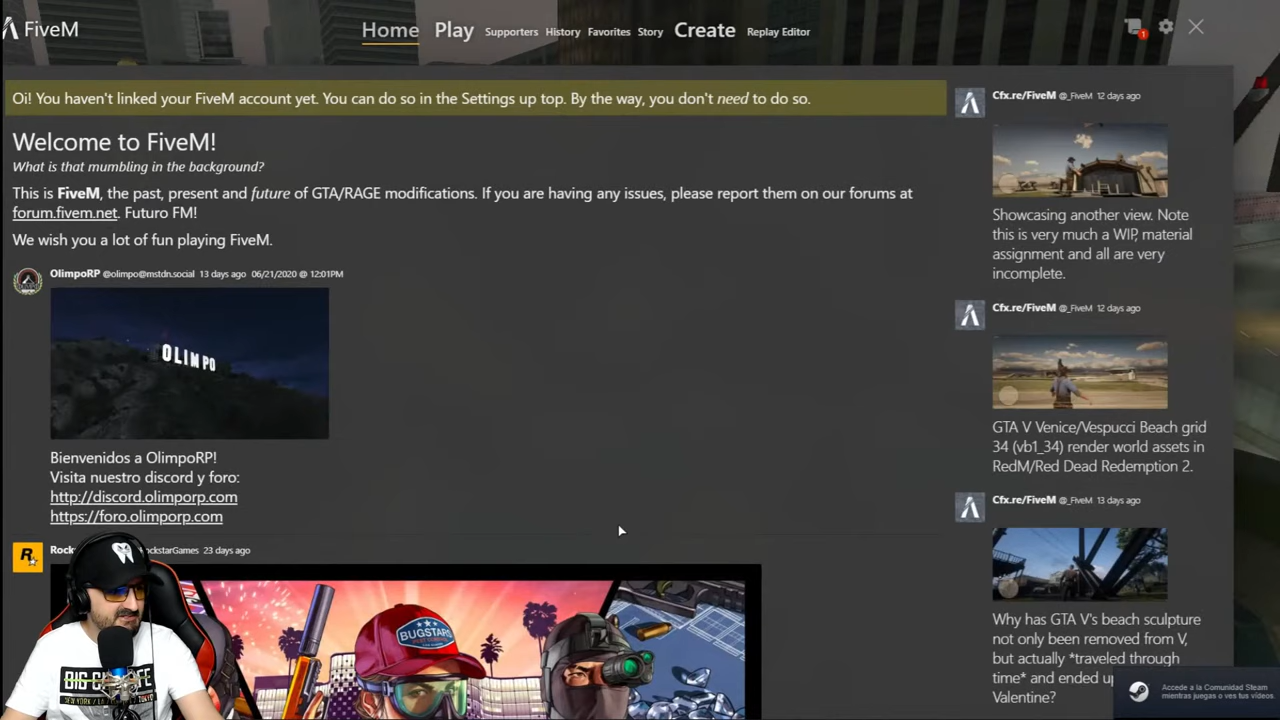 FiveM
Home Play Supporters History Favorites Story Create Replay Editor
1
Oi! You haven't linked your FiveM account yet. You can do so in the Settings up top. By the way, you don't need to do so.
Welcome to FiveM!
What is that mumbling in the background?
This is FiveM, the past, present and future of GTA/RAGE modifications. If you are having any issues, please report them on our forums at
forum.fivem.net. Futuro FM!
We wish you a lot of fun playing FiveM.
OlimpoRP @olimpo@mstdn.social 13 days ago 06/21/2020 @ 12:01PM
OLIMPO
Bienvenidos a OlimpoRP!
Visita nuestro discord y foro:
http://discord.olimporp.com
https://foro.olimporp.com
R
Rock
ockstarGames 23 days ago
BUGSTARS
Cfx.re/FiveM @_FiveM 12 days ago
Showcasing another view. Note
this is very much a WIP, material
assignment and all are very
incomplete.
Cfx.re/FiveM @_FiveM 12 days ago
GTA V Venice/Vespucci Beach grid
34 (vb1_34) render world assets in
RedM/Red Dead Redemption 2.
Cfx.re/FiveM @_FiveM 13 days ago
Why has GTA V's beach sculpture
not only been removed from V,
but actually *traveled through
time* and ended up
Valentine?
Accede a la Comunidad Steam
mientras juegas o ves tus vídeos.